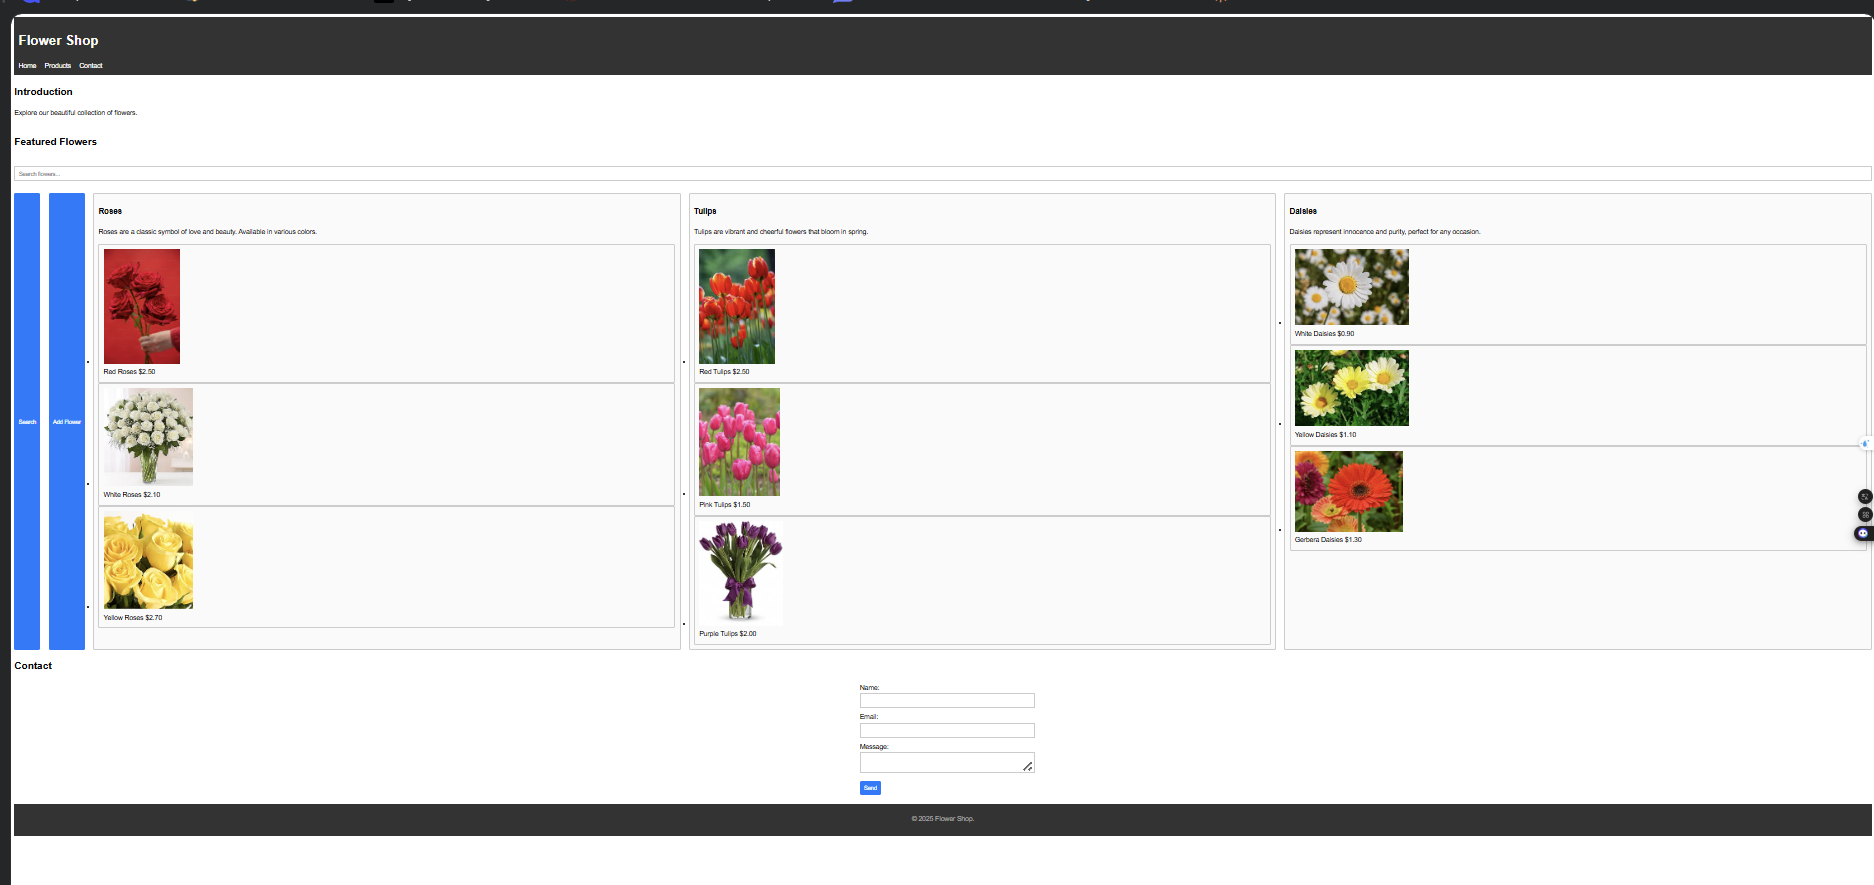 Flower Shop
Home Products Contact
Introduction
Explore our beautiful collection of flowers.
Featured Flowers
Search flowers...
Search
Add Flower
Roses
Roses are a classic symbol of love and beauty. Available in various colors.
Red Roses $2.50
White Roses $2.10
Yellow Roses $2.70
Tulips
Tulips are vibrant and cheerful flowers that bloom in spring.
Red Tulips $2.50
Pink Tulips $1.50
Purple Tulips $2.00
Daisies
Daisies represent innocence and purity, perfect for any occasion.
White Daisies $0.90
Yellow Daisies $1.10
Gerbera Daisies $1.30
Contact
Name:
Email:
Message:
Send
© 2025 Flower Shop.